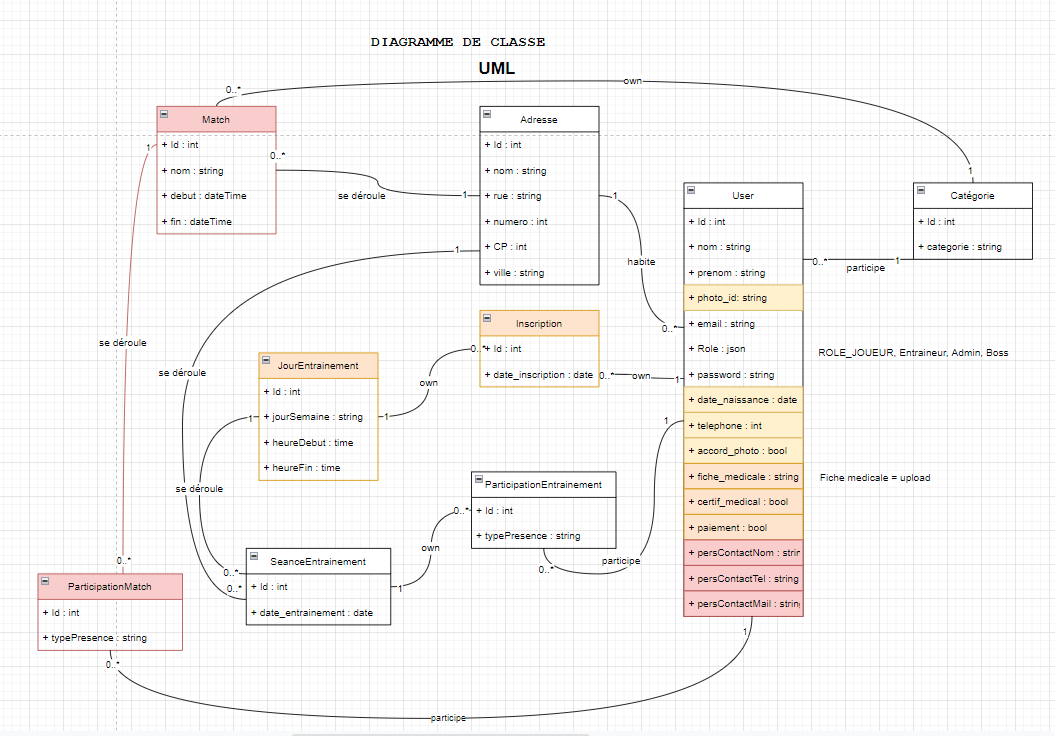 DIAGRAMME DE CLASSE
UML
own
0..*
1
Match
+ Id : int
+ nom : string
+ debut : dateTime
+ fin : dateTime
1
0..*
se déroule
1
Adresse
+ Id : int
+ nom : string
+ rue : string
+ numero : int
+ CP : int
+ ville : string
1
habite
0..*
1
se déroule
User
+ Id : int
+ nom : string
+ prenom : string
+ photo_id: string
+ email : string
+ Role : json
+ password : string
+ date_naissance : date
+ telephone : int
+ accord_photo : bool
+ fiche_medicale : string
+ certif_medical : bool
+ paiement : bool
+ persContactNom : strin
+ persContactTel : string
+ persContactMail : string
Catégorie
+ Id : int
+ categorie : string
0..*
1
participe
ROLE_JOUEUR, Entraineur, Admin, Boss
Fiche medicale = upload
Inscription
+ Id : int
+ date_inscription : date
0..*
own
1
0..*
own
1
JourEntrainement
+ Id : int
+ jourSemaine : string
+ heureDebut : time
+ heureFin : time
1
se déroule
0..*
0..*
se déroule
0..*
ParticipationEntrainement
+ Id : int
+ typePresence : string
0..*
own
1
1
participe
0..*
SeanceEntrainement
+ Id : int
+ date_entrainement : date
ParticipationMatch
+ Id : int
+ typePresence : string
0..*
participe
1